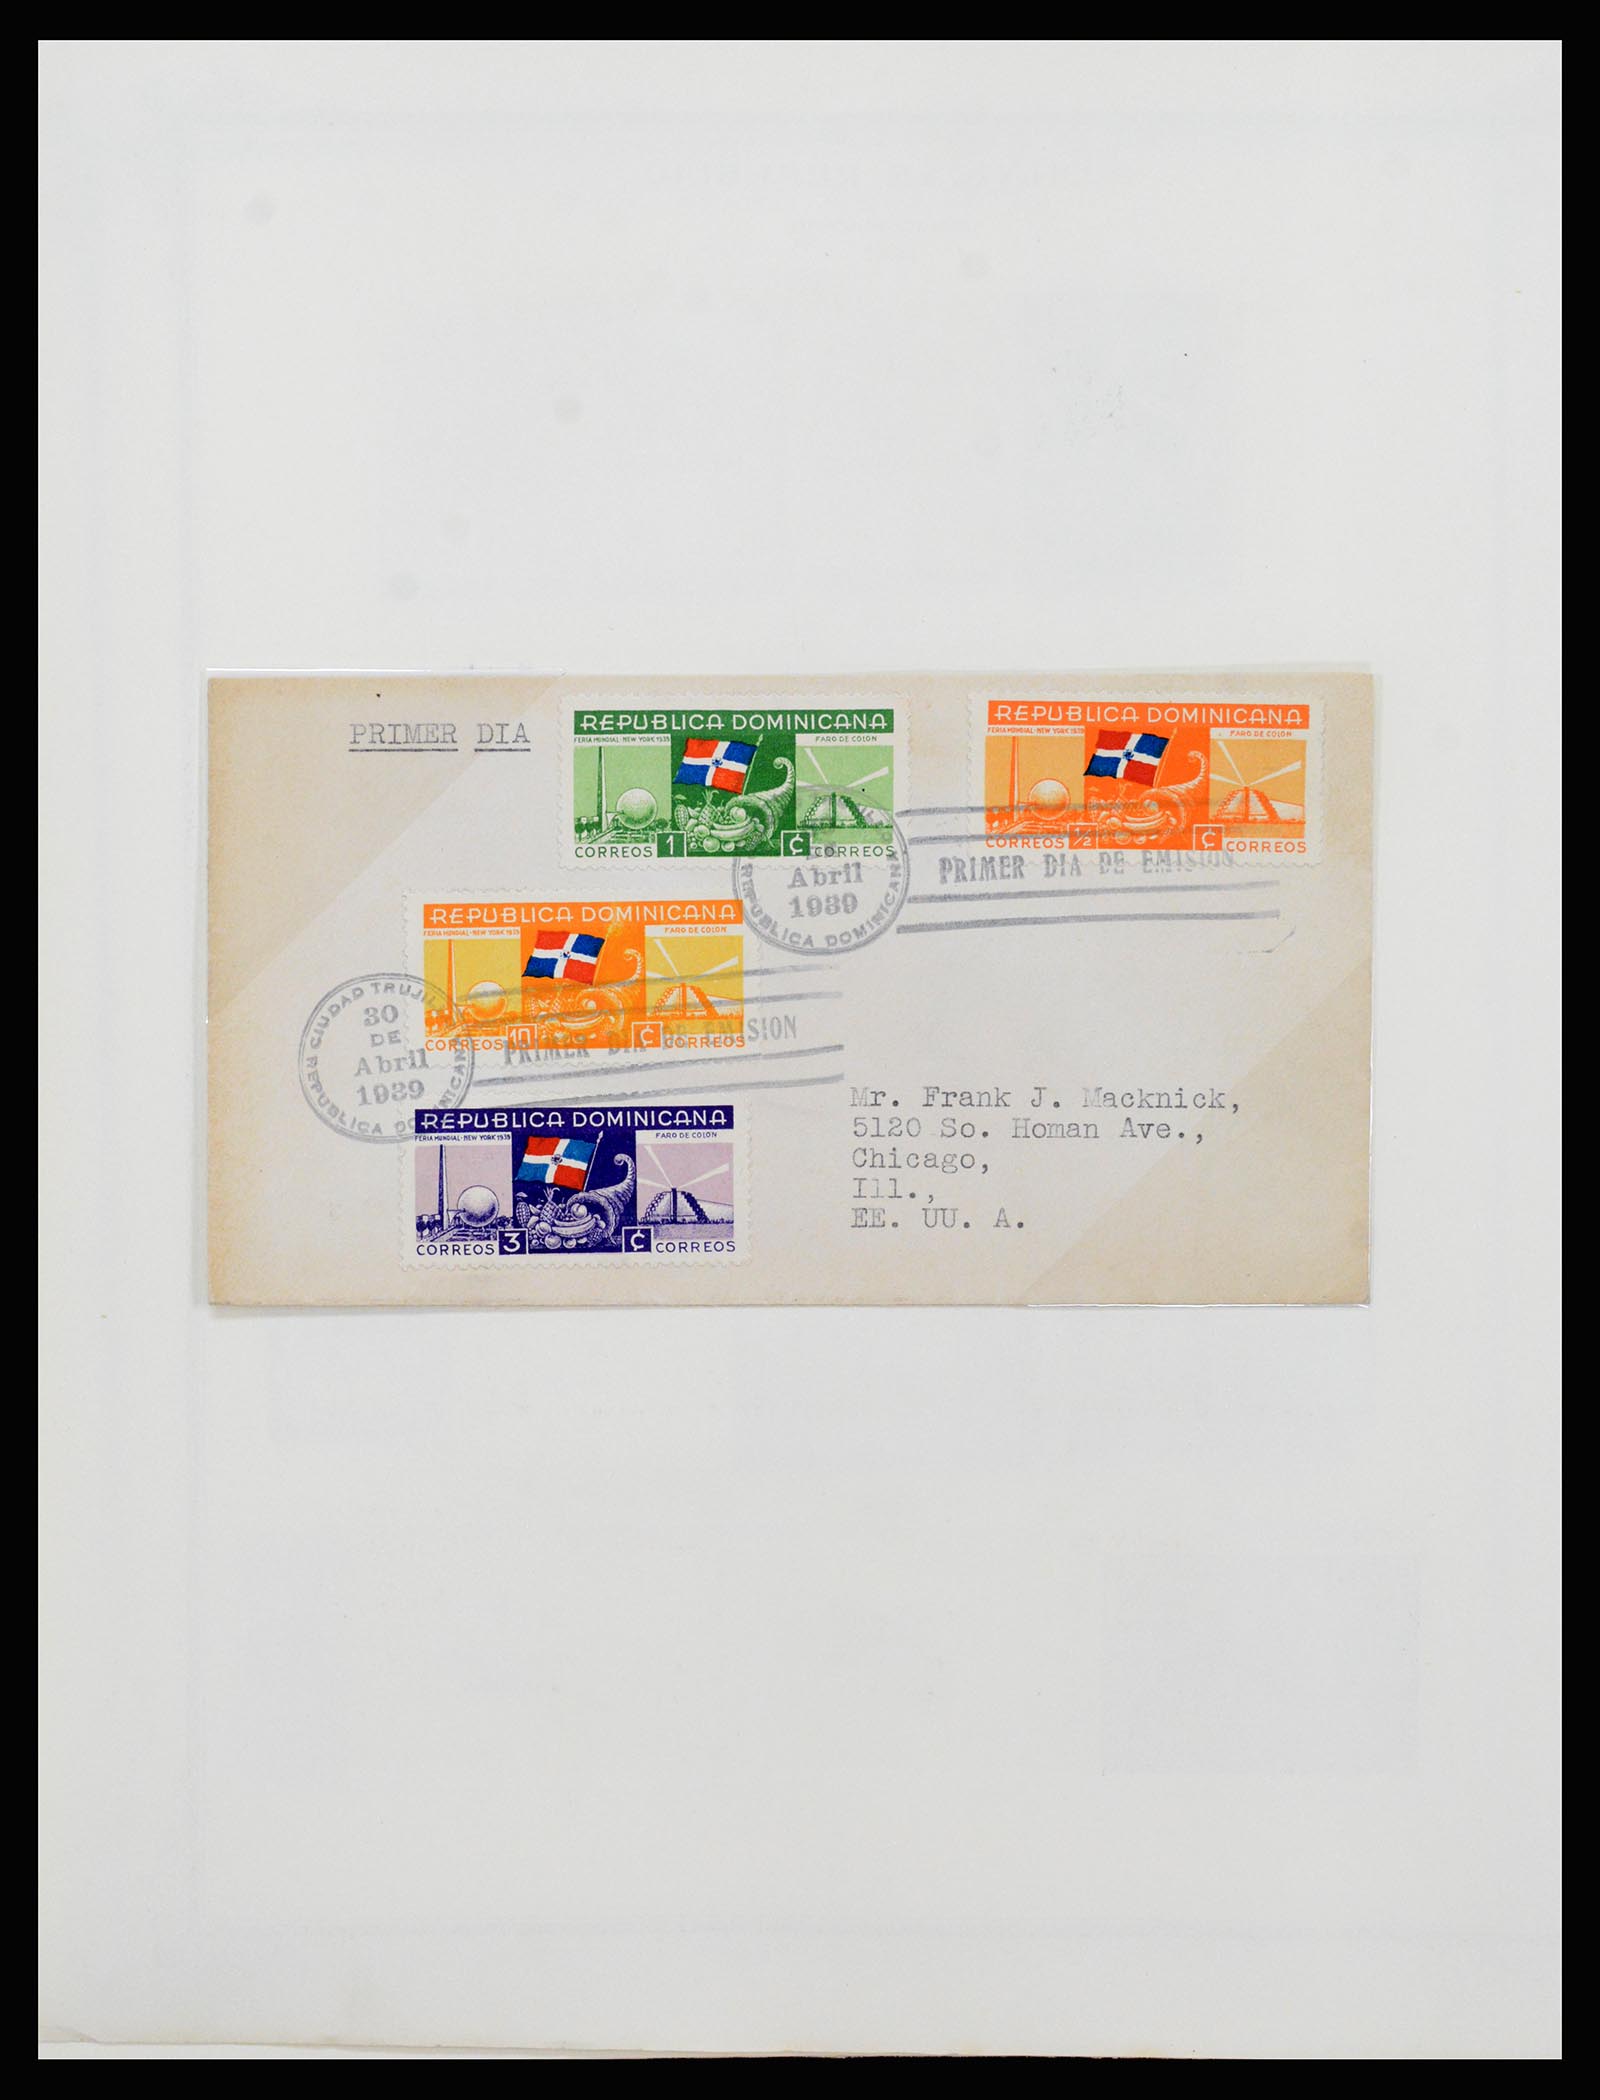 PRIMER DIA
REPUBLICA DOMINICANA
FERIA MUNDIAL - NEW YORK 1939
FARO DE COLON
CORREOS 1 ¢ CORREOS
REPUBLICA DOMINICANA
FERIA MUNDIAL - NEW YORK 1939
FARO DE COLON
CORREOS 1/2 ¢ CORREOS
Abril
1939
REPUBLICA DOMINICANA
PRIMER DIA DE EMISION
REPUBLICA DOMINICANA
FERIA MUNDIAL - NEW YORK 1939
FARO DE COLON
CORREOS 10 ¢ CORREOS
CIUDAD TRUJILLO
30
DE
Abril
1939
REPUBLICA DOMINICANA
PRIMER DIA DE EMISION
REPUBLICA DOMINICANA
FERIA MUNDIAL - NEW YORK 1939
FARO DE COLON
CORREOS 3 ¢ CORREOS
Mr. Frank J. Macknick,
5120 So. Homan Ave.,
Chicago,
Ill.,
EE. UU. A.